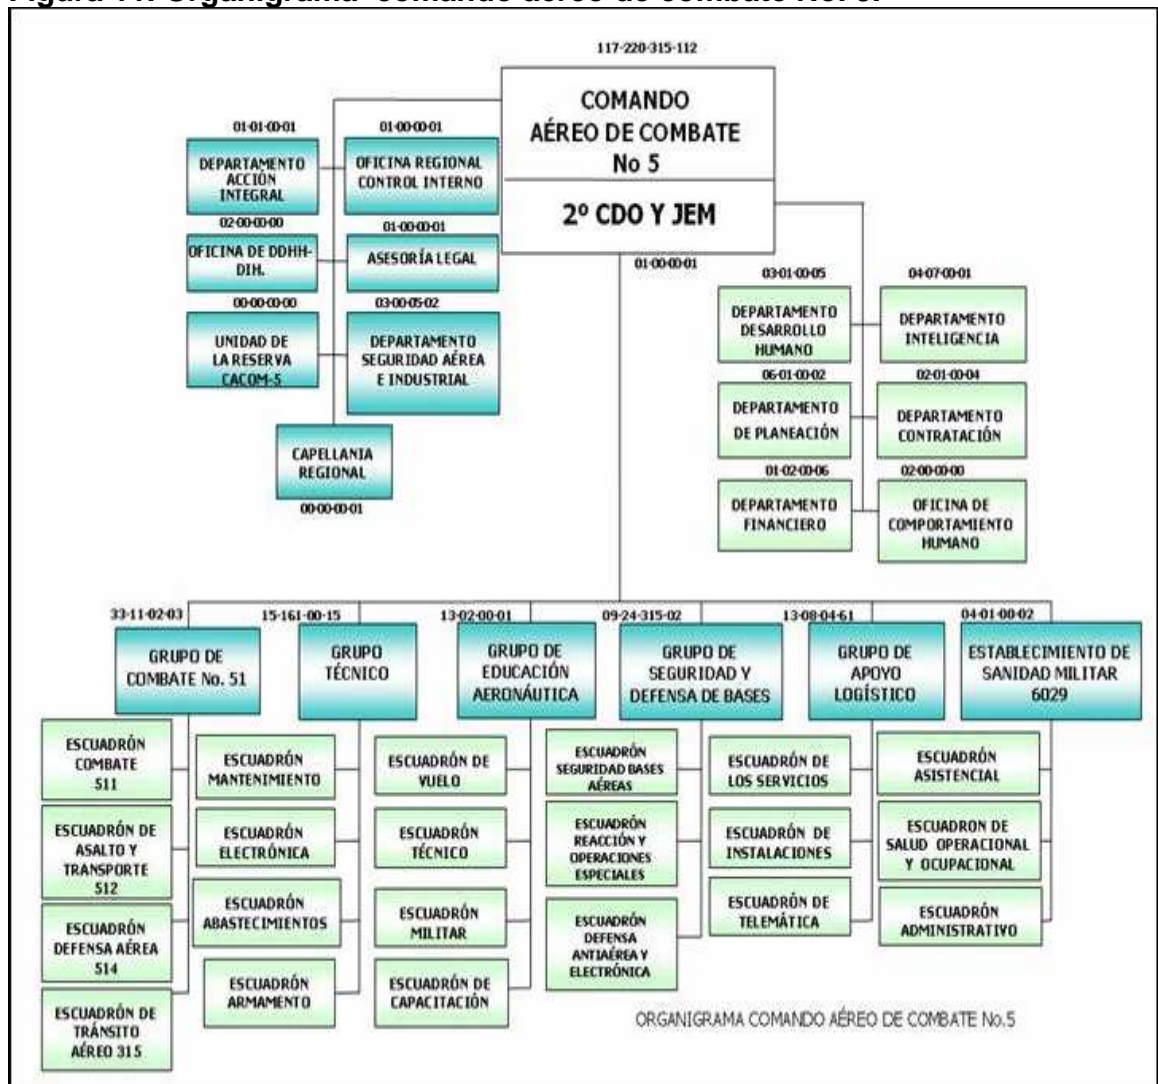 117-220-315-112
COMANDO
AÉREO DE COMBATE
No 5
2º CDO Y JEM
01-00-00-01
01-01-00-01
DEPARTAMENTO
ACCIÓN
INTEGRAL
01-00-00-01
OFICINA REGIONAL
CONTROL INTERNO
02-00-00-00
OFICINA DE DDHH-
DIH.
01-00-00-01
ASESORÍA LEGAL
00-00-00-00
UNIDAD DE
LA RESERVA
CACOM-5
03-00-05-02
DEPARTAMENTO
SEGURIDAD AÉREA
E INDUSTRIAL
CAPELLANIA
REGIONAL
00-00-00-01
03-01-00-05
DEPARTAMENTO
DESARROLLO
HUMANO
04-07-00-01
DEPARTAMENTO
INTELIGENCIA
06-01-00-02
DEPARTAMENTO
DE PLANEACIÓN
02-01-00-04
DEPARTAMENTO
CONTRATACIÓN
01-02-00-06
DEPARTAMENTO
FINANCIERO
02-00-00-00
OFICINA DE
COMPORTAMIENTO
HUMANO
33-11-02-03
GRUPO DE
COMBATE No. 51
ESCUADRÓN
COMBATE
511
ESCUADRÓN DE
ASALTO Y
TRANSPORTE
512
ESCUADRÓN
DEFENSA AÉREA
514
ESCUADRÓN DE
TRÁNSITO
AÉREO 315
15-161-00-15
GRUPO
TÉCNICO
ESCUADRÓN
MANTENIMIENTO
ESCUADRÓN
ELECTRÓNICA
ESCUADRÓN
ABASTECIMIENTOS
ESCUADRÓN
ARMAMENTO
13-02-00-01
GRUPO DE
EDUCACIÓN
AERONÁUTICA
ESCUADRÓN DE
VUELO
ESCUADRÓN
TÉCNICO
ESCUADRÓN
MILITAR
ESCUADRÓN DE
CAPACITACIÓN
09-24-315-02
GRUPO DE
SEGURIDAD Y
DEFENSA DE BASES
ESCUADRÓN
SEGURIDAD BASES
AÉREAS
ESCUADRÓN
REACCIÓN Y
OPERACIONES
ESPECIALES
ESCUADRÓN
DEFENSA
ANTIAÉREA Y
ELECTRÓNICA
13-08-04-61
GRUPO DE
APOYO
LOGÍSTICO
ESCUADRÓN DE
LOS SERVICIOS
ESCUADRÓN DE
INSTALACIONES
ESCUADRÓN DE
TELEMÁTICA
04-01-00-02
ESTABLECIMIENTO DE
SANIDAD MILITAR
6029
ESCUADRÓN
ASISTENCIAL
ESCUADRON DE
SALUD OPERACIONAL
Y OCUPACIONAL
ESCUADRÓN
ADMINISTRATIVO
ORGANIGRAMA COMANDO AÉREO DE COMBATE No.5